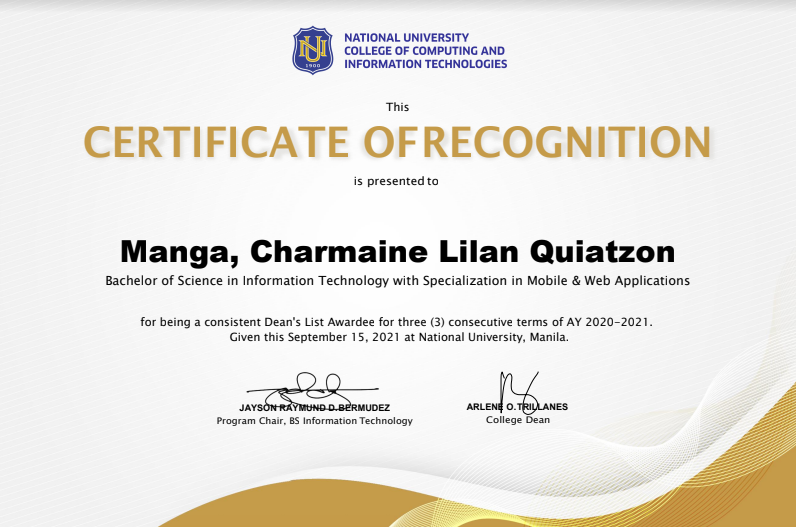 NU
1900
NATIONAL UNIVERSITY
COLLEGE OF COMPUTING AND
INFORMATION TECHNOLOGIES
This
CERTIFICATE OFRECOGNITION
is presented to
Manga, Charmaine Lilan Quiatzon
Bachelor of Science in Information Technology with Specialization in Mobile & Web Applications
for being a consistent Dean's List Awardee for three (3) consecutive terms of AY 2020-2021.
Given this September 15, 2021 at National University, Manila.
JAYSON RAYMUND D.BERMUDEZ
Program Chair, BS Information Technology
ARLENE O.TRILLANES
College Dean